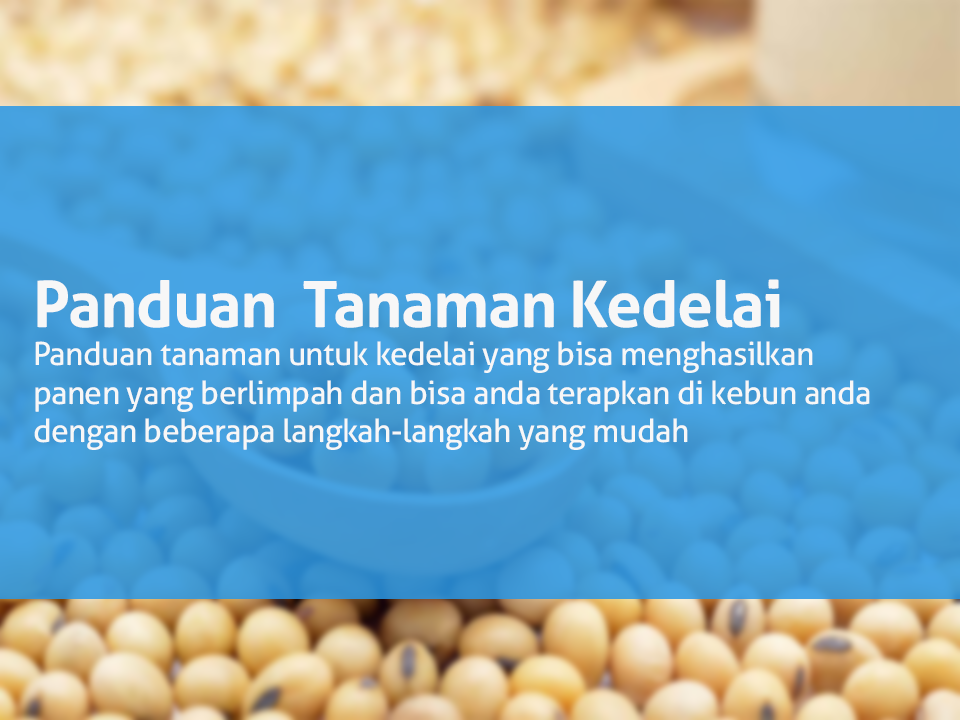 Panduan  Tanaman Kedelai
Panduan tanaman untuk kedelai yang bisa menghasilkan
panen yang berlimpah dan bisa anda terapkan di kebun anda
dengan beberapa langkah-langkah yang mudah